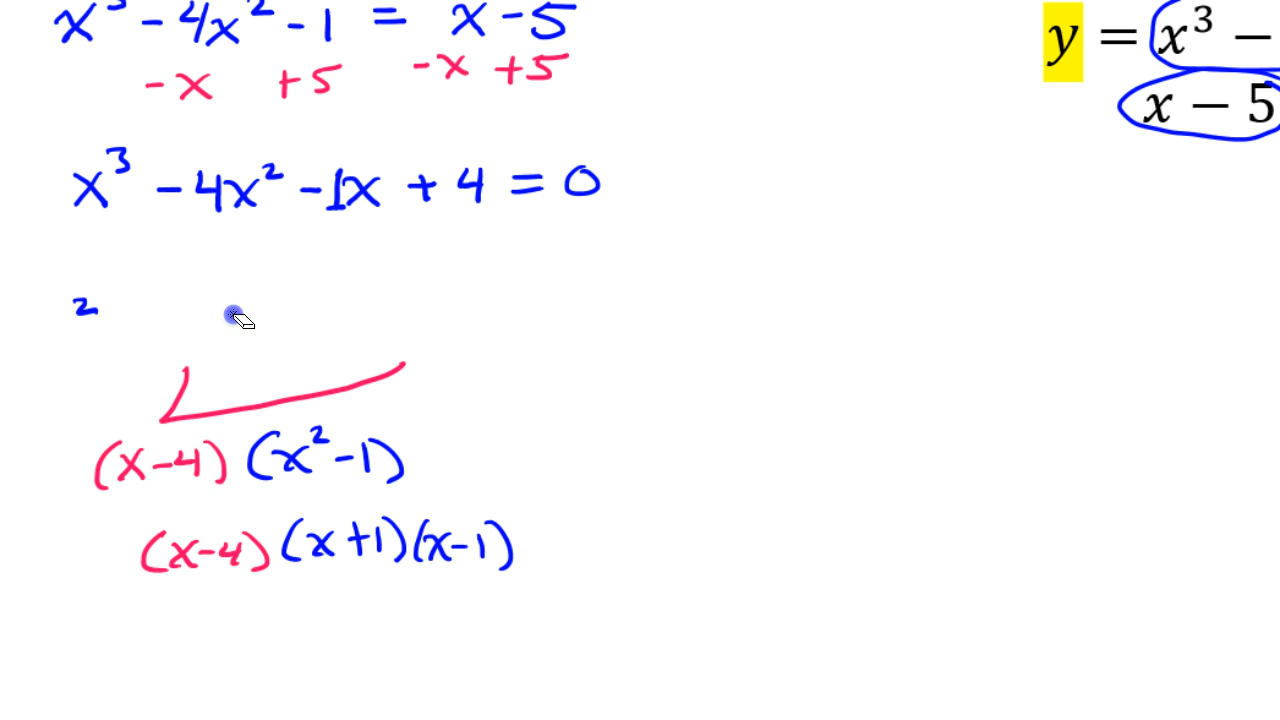 x³ - 4x² - 1 = x - 5
-x +5 -x +5
x³ - 4x² - 1x + 4 = 0
2
(x-4)(x²-1)
(x-4)(x+1)(x-1)
y = x³ −
x − 5